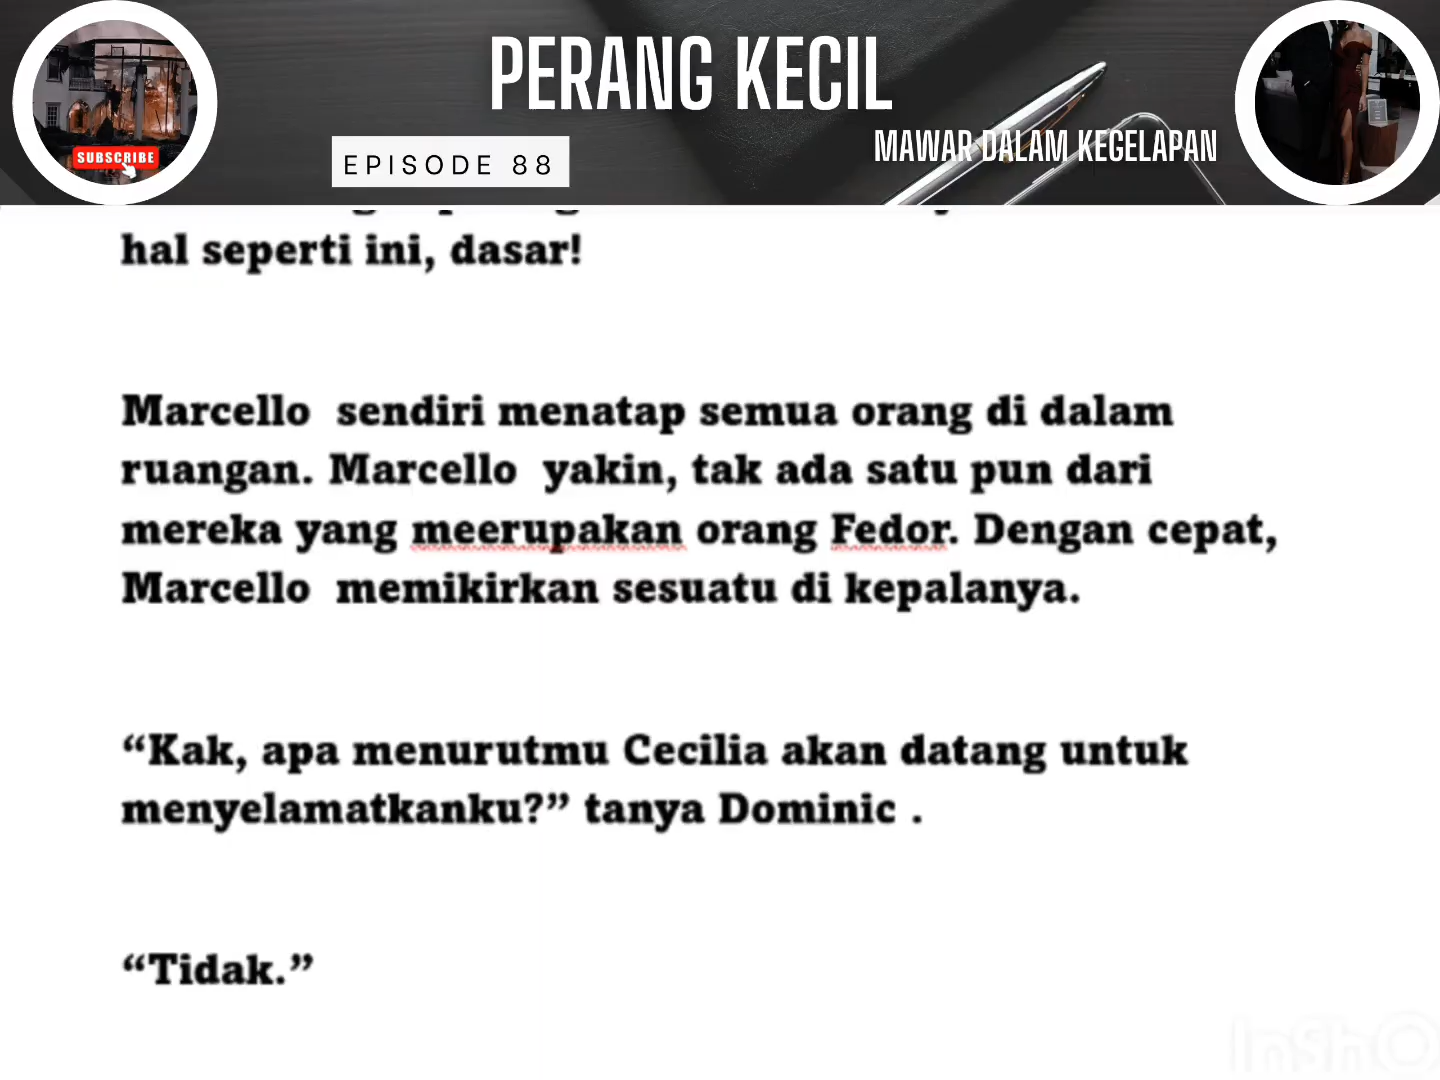 PERANG KECIL
MAWAR DALAM KEGELAPAN
EPISODE 88
SUBSCRIBE
hal seperti ini, dasar!
Marcello sendiri menatap semua orang di dalam
ruangan. Marcello yakin, tak ada satu pun dari
mereka yang meerupakan orang Fedor. Dengan cepat,
Marcello memikirkan sesuatu di kepalanya.
“Kak, apa menurutmu Cecilia akan datang untuk
menyelamatkanku?” tanya Dominic .
“Tidak.”
InShO